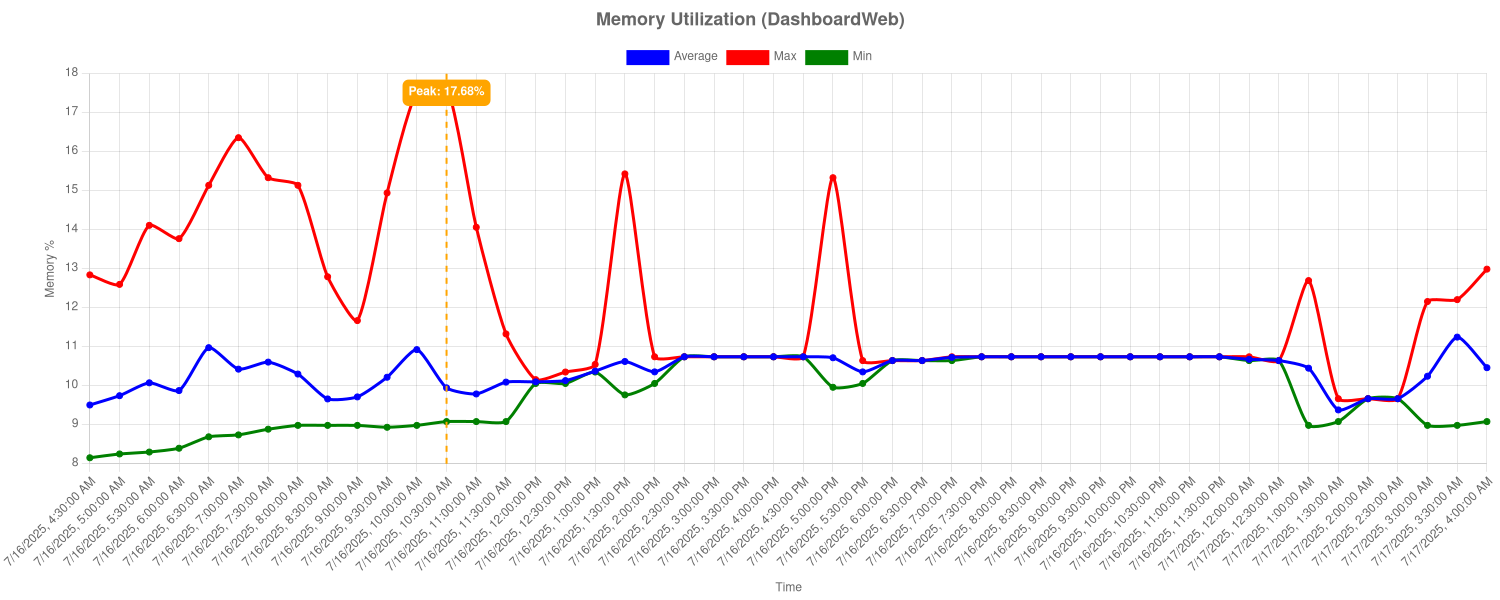 Memory Utilization (DashboardWeb)
Average Max Min
Peak: 17.68%
18
17
16
15
14
13
12
11
10
9
8
Memory %
7/16/2025, 4:30:00 AM
7/16/2025, 5:00:00 AM
7/16/2025, 5:30:00 AM
7/16/2025, 6:00:00 AM
7/16/2025, 6:30:00 AM
7/16/2025, 7:00:00 AM
7/16/2025, 7:30:00 AM
7/16/2025, 8:00:00 AM
7/16/2025, 8:30:00 AM
7/16/2025, 9:00:00 AM
7/16/2025, 9:30:00 AM
7/16/2025, 10:00:00 AM
7/16/2025, 10:30:00 AM
7/16/2025, 11:00:00 AM
7/16/2025, 11:30:00 AM
7/16/2025, 12:00:00 PM
7/16/2025, 12:30:00 PM
7/16/2025, 1:00:00 PM
7/16/2025, 1:30:00 PM
7/16/2025, 2:00:00 PM
7/16/2025, 2:30:00 PM
7/16/2025, 3:00:00 PM
7/16/2025, 3:30:00 PM
7/16/2025, 4:00:00 PM
7/16/2025, 4:30:00 PM
7/16/2025, 5:00:00 PM
7/16/2025, 5:30:00 PM
7/16/2025, 6:00:00 PM
7/16/2025, 6:30:00 PM
7/16/2025, 7:00:00 PM
7/16/2025, 7:30:00 PM
7/16/2025, 8:00:00 PM
7/16/2025, 8:30:00 PM
7/16/2025, 9:00:00 PM
7/16/2025, 9:30:00 PM
7/16/2025, 10:00:00 PM
7/16/2025, 10:30:00 PM
7/16/2025, 11:00:00 PM
7/16/2025, 11:30:00 PM
7/17/2025, 12:00:00 AM
7/17/2025, 12:30:00 AM
7/17/2025, 1:00:00 AM
7/17/2025, 1:30:00 AM
7/17/2025, 2:00:00 AM
7/17/2025, 2:30:00 AM
7/17/2025, 3:00:00 AM
7/17/2025, 3:30:00 AM
7/17/2025, 4:00:00 AM
Time